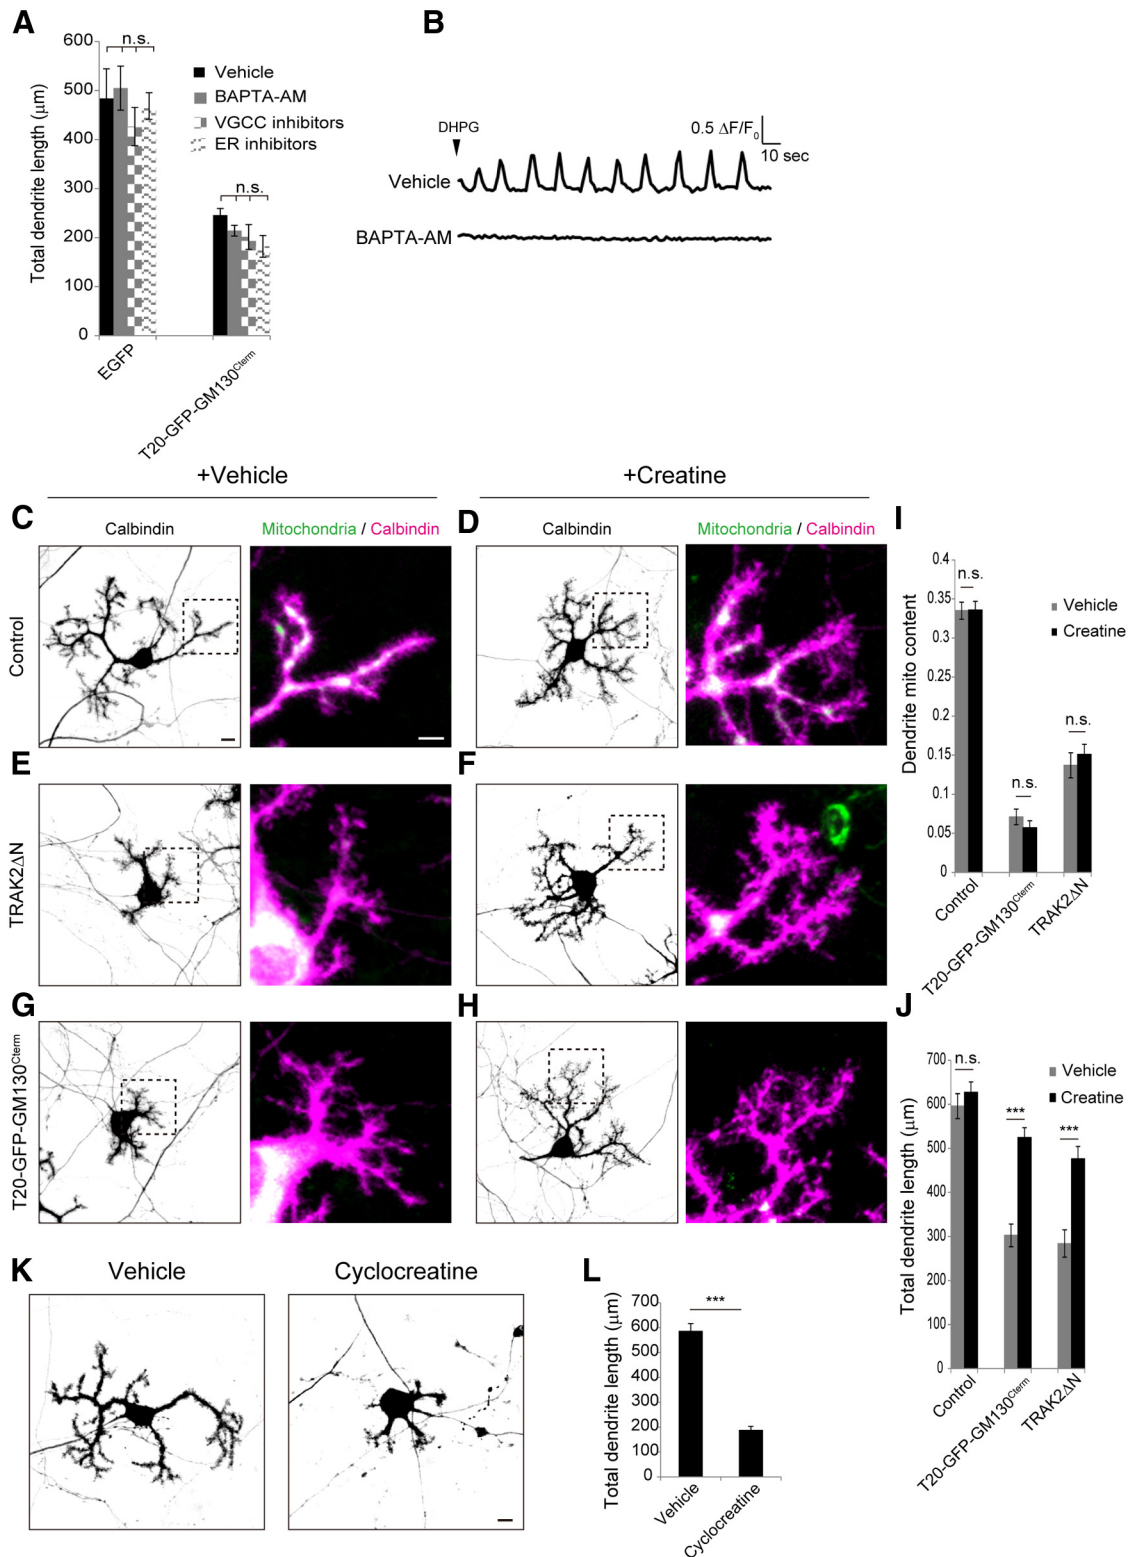 A
600
500
400
300
200
100
0
Total dendrite length (μm)
n.s.
n.s.
Vehicle
BAPTA-AM
VGCC inhibitors
ER inhibitors
EGFP
T20-GFP-GM130Cterm
B
DHPG
0.5 ΔF/F0
10 sec
Vehicle
BAPTA-AM
+Vehicle
+Creatine
C
Calbindin
Mitochondria / Calbindin
D
Calbindin
Mitochondria / Calbindin
Control
E
F
TRAK2ΔN
G
H
T20-GFP-GM130Cterm
I
0.4
0.35
0.3
0.25
0.2
0.15
0.1
0.05
0
Dendrite mito content
n.s.
n.s.
n.s.
Vehicle
Creatine
Control
T20-GFP-GM130Cterm
TRAK2ΔN
J
700
600
500
400
300
200
100
0
Total dendrite length (μm)
n.s.
***
***
Vehicle
Creatine
Control
T20-GFP-GM130Cterm
TRAK2ΔN
K
Vehicle
Cyclocreatine
L
700
600
500
400
300
200
100
0
Total dendrite length (μm)
***
Vehicle
Cyclocreatine